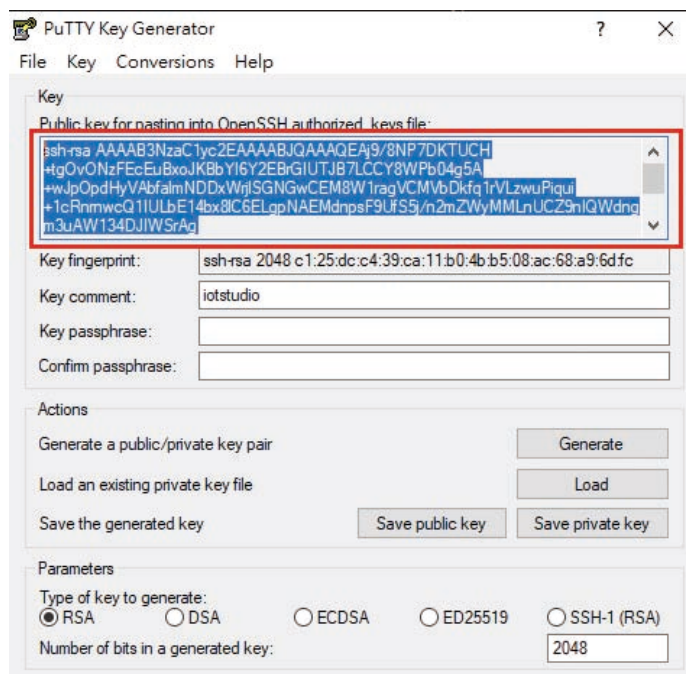 PuTTY Key Generator
? X
File Key Conversions Help
Key
Public key for pasting into OpenSSH authorized_keys file:
ssh-rsa AAAAB3NzaC1yc2EAAAABJQAAAQEAj9/8NP7DKTUCH
+tgOvONzFEcEuBxoJKBbYI6Y2EBrGIUTJB7LCCY8WPb04g5A
+wJpOpdHyVAbfalmNDDxWrjlSGNGwCEM8W1ragVCMVbDkfq1rVLzwuPiqui
+1cRnmwcQ1IULbE14bx8lC6ELgpNAEMdnpsF9UfS5j/n2mZWyMMLnUCZ9nIQWdng
m3uAW134DJIWSrAg
Key fingerprint: ssh-rsa 2048 c1:25:dc:c4:39:ca:11:b0:4b:b5:08:ac:68:a9:6d:fc
Key comment: iotstudio
Key passphrase:
Confirm passphrase:
Actions
Generate a public/private key pair Generate
Load an existing private key file Load
Save the generated key Save public key Save private key
Parameters
Type of key to generate:
RSA DSA ECDSA ED25519 SSH-1 (RSA)
Number of bits in a generated key: 2048